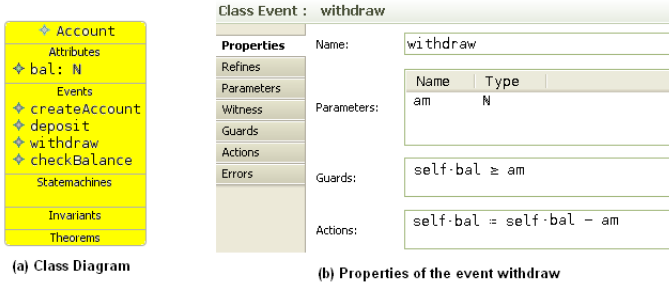 Account
Attributes
bal: ℕ
Events
createAccount
deposit
withdraw
checkBalance
Statemachines
Invariants
Theorems
(a) Class Diagram
Class Event : withdraw
Properties
Refines
Parameters
Witness
Guards
Actions
Errors
Name:
withdraw
Parameters:
Name Type
am ℕ
Guards:
self·bal ≥ am
Actions:
self·bal ≔ self·bal − am
(b) Properties of the event withdraw